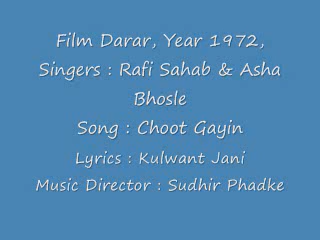 Film Darar, Year 1972,
Singers : Rafi Sahab & Asha
Bhosle
Song : Choot Gayin
Lyrics : Kulwant Jani
Music Director : Sudhir Phadke